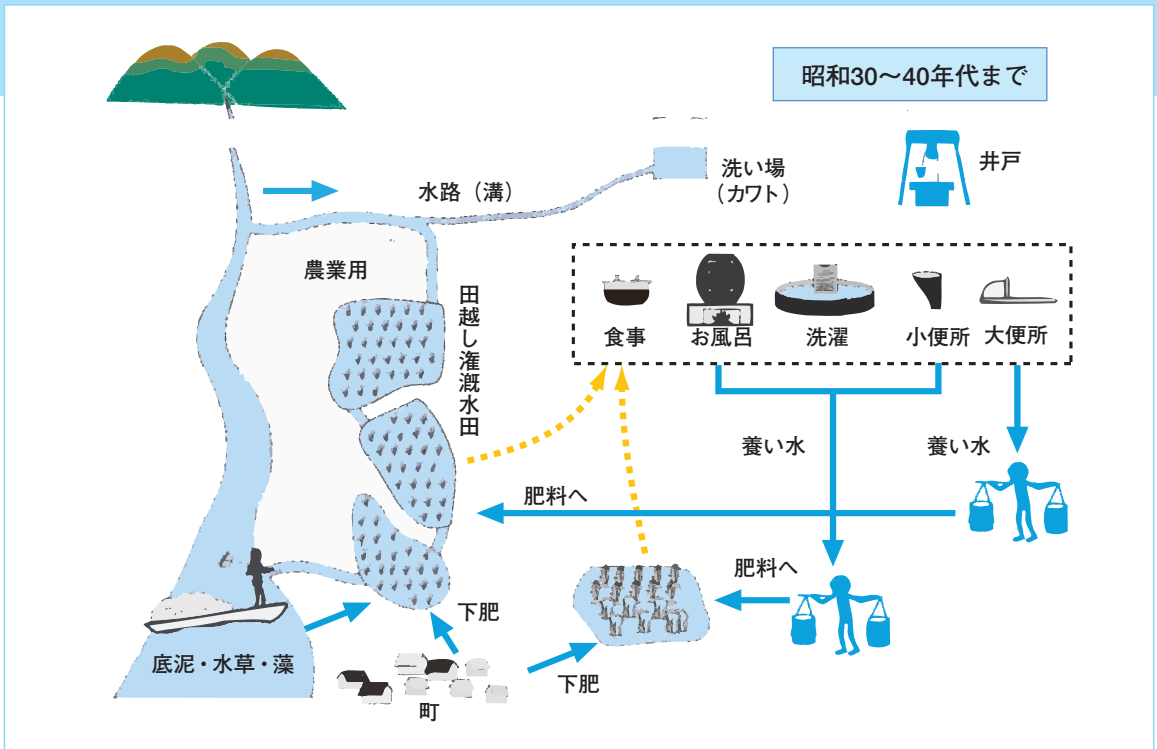 昭和30〜40年代まで
井戸
洗い場
（カワト）
水路（溝）
農業用
田越し灌漑水田
食事
お風呂
洗濯
小便所
大便所
養い水
養い水
肥料へ
肥料へ
下肥
下肥
底泥・水草・藻
町